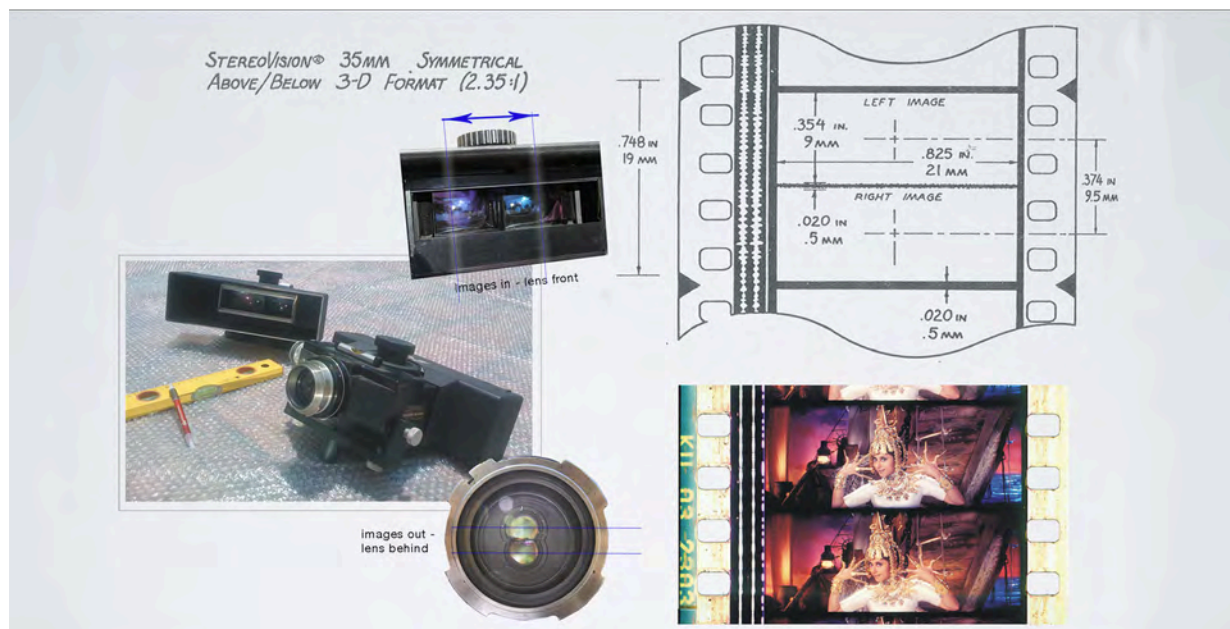 STEREOVISION® 35MM SYMMETRICAL
ABOVE/BELOW 3-D FORMAT (2.35:1)
Images in - lens front
images out -
lens behind
.748 IN
19 MM
LEFT IMAGE
.354 IN.
9 MM
.825 IN.
21 MM
.374 IN
9.5 MM
RIGHT IMAGE
.020 IN
.5 MM
.020 IN
.5 MM